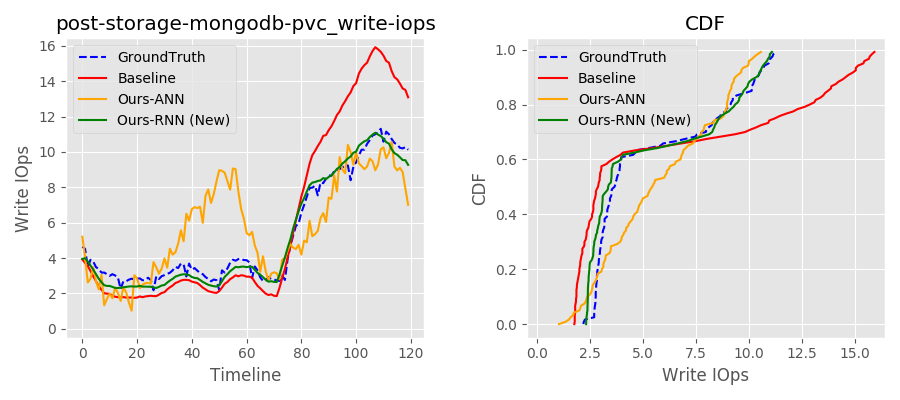 post-storage-mongodb-pvc_write-iops
GroundTruth
Baseline
Ours-ANN
Ours-RNN (New)
16
14
12
10
8
6
4
2
0
Write IOps
0
20
40
60
80
100
120
Timeline
CDF
GroundTruth
Baseline
Ours-ANN
Ours-RNN (New)
1.0
0.8
0.6
0.4
0.2
0.0
CDF
0.0
2.5
5.0
7.5
10.0
12.5
15.0
Write IOps